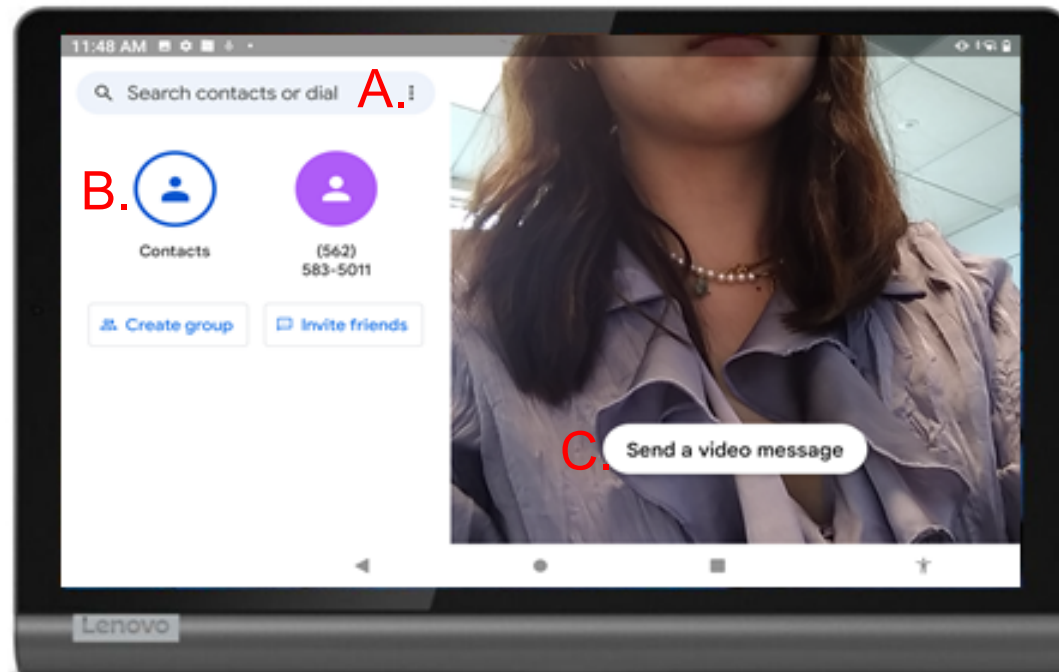 11:48 AM
Search contacts or dial A.
B.
Contacts
(562)
583-5011
Create group
Invite friends
C. Send a video message
Lenovo